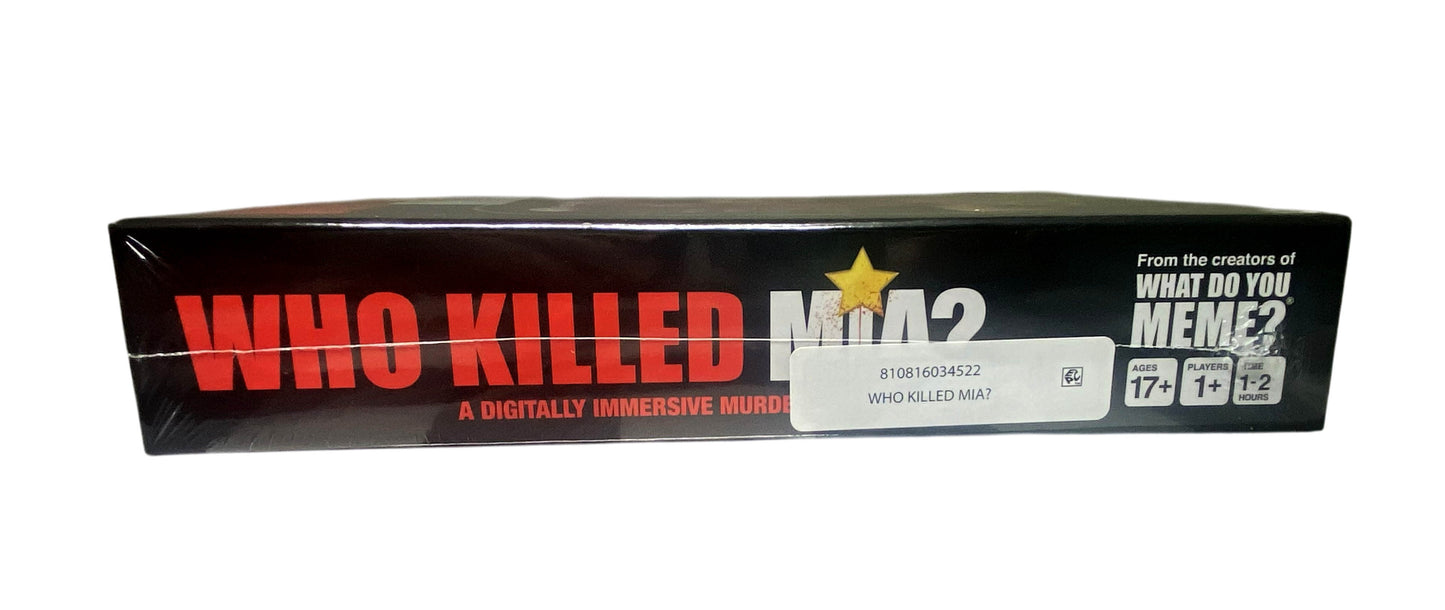 WHO KILLED MIA?
A DIGITALLY IMMERSIVE MURDE
810816034522
WHO KILLED MIA?
From the creators of
WHAT DO YOU
MEME?®
AGES
17+
PLAYERS
1+
TIME
1-2
HOURS